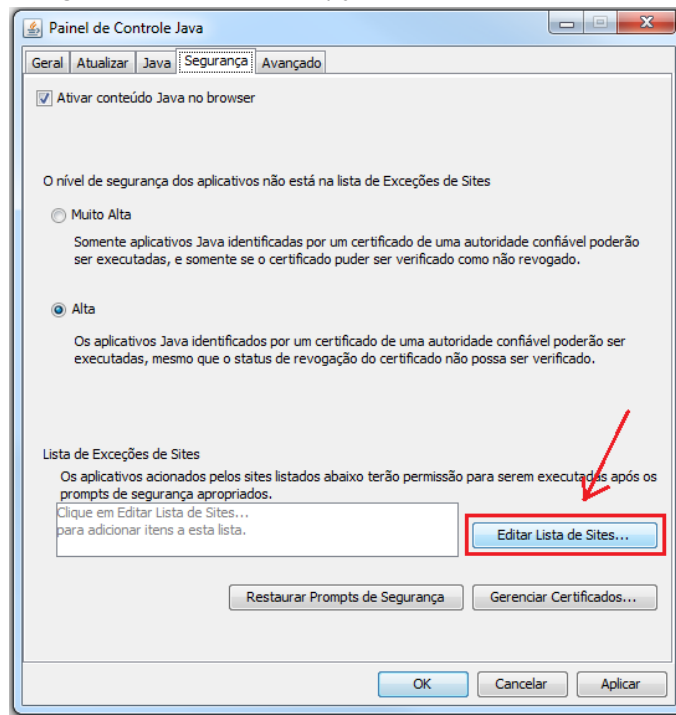 Painel de Controle Java
Geral Atualizar Java Segurança Avançado
Ativar conteúdo Java no browser
O nível de segurança dos aplicativos não está na lista de Exceções de Sites
Muito Alta
Somente aplicativos Java identificadas por um certificado de uma autoridade confiável poderão
ser executadas, e somente se o certificado puder ser verificado como não revogado.
Alta
Os aplicativos Java identificados por um certificado de uma autoridade confiável poderão ser
executadas, mesmo que o status de revogação do certificado não possa ser verificado.
Lista de Exceções de Sites
Os aplicativos acionados pelos sites listados abaixo terão permissão para serem executadas após os
prompts de segurança apropriados.
Clique em Editar Lista de Sites...
para adicionar itens a esta lista.
Editar Lista de Sites...
Restaurar Prompts de Segurança Gerenciar Certificados...
OK Cancelar Aplicar